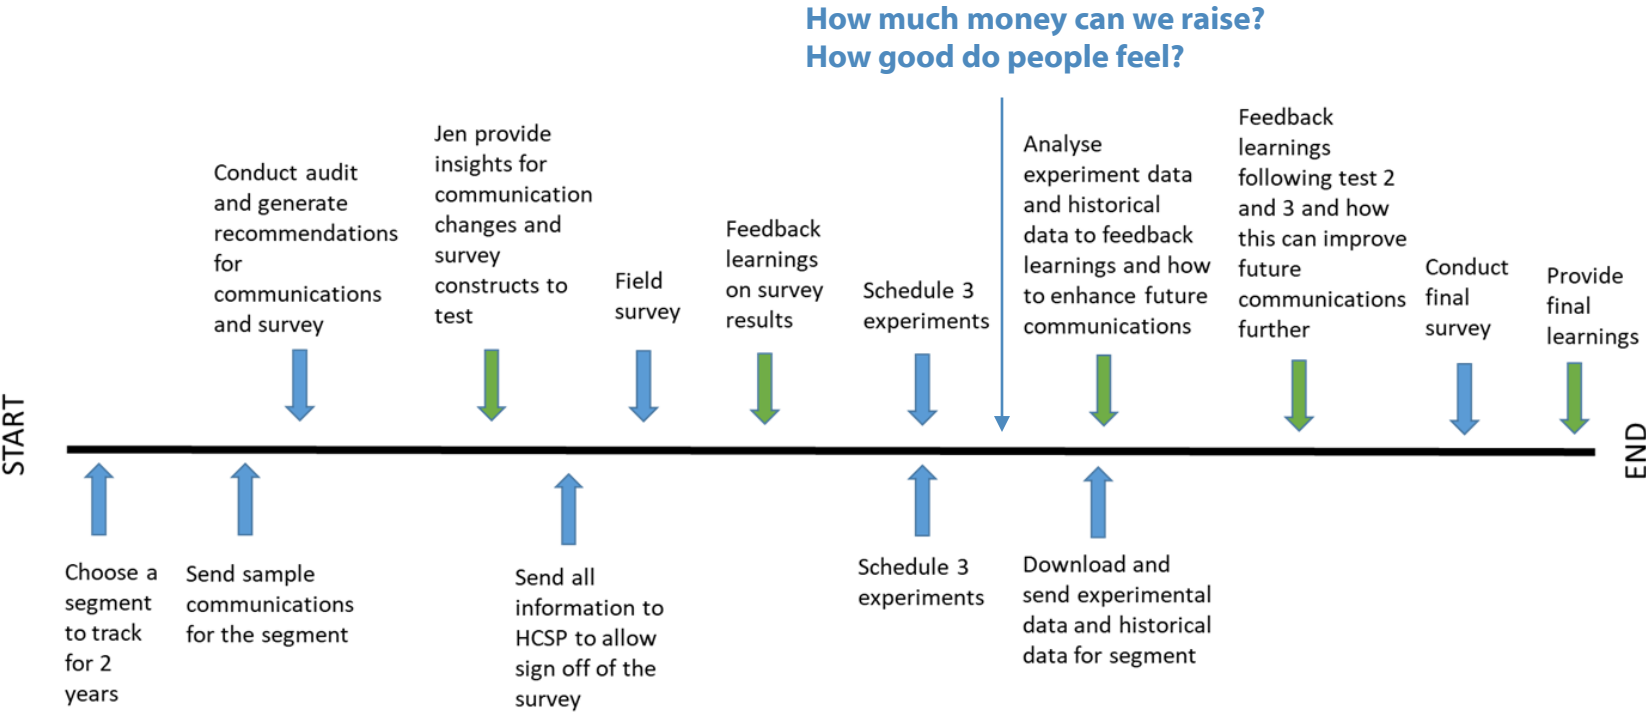 How much money can we raise?
How good do people feel?
Conduct audit
and generate
recommendations
for
communications
and survey
Jen provide
insights for
communication
changes and
survey
constructs to
test
Field
survey
Feedback
learnings
on survey
results
Schedule 3
experiments
Analyse
experiment data
and historical
data to feedback
learnings and how
to enhance future
communications
Feedback
learnings
following test 2
and 3 and how
this can improve
future
communications
further
Conduct
final
survey
Provide
final
learnings
START
END
Choose a
segment
to track
for 2
years
Send sample
communications
for the segment
Send all
information to
HCSP to allow
sign off of the
survey
Schedule 3
experiments
Download and
send experimental
data and historical
data for segment